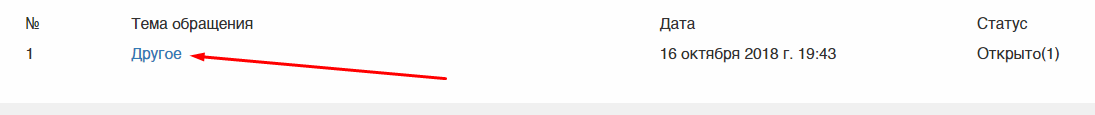 № Тема обращения Дата Статус
1 Другое 16 октября 2018 г. 19:43 Открыто(1)